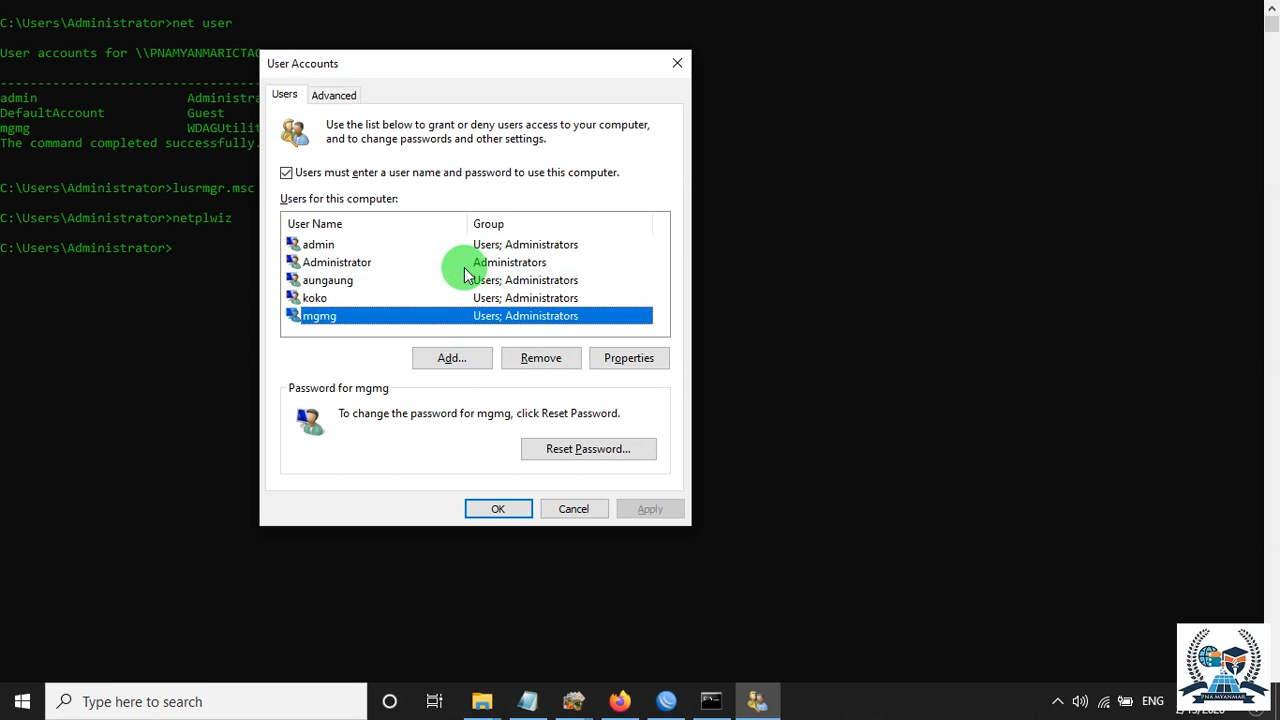 C:\Users\Administrator>net user
User accounts for \\PNAMYANMARICTAC
admin Administra
DefaultAccount Guest
mgmg WDAGUtilit
The command completed successfully.
C:\Users\Administrator>lusrmgr.msc
C:\Users\Administrator>netplwiz
C:\Users\Administrator>
User Accounts
Users Advanced
Use the list below to grant or deny users access to your computer,
and to change passwords and other settings.
Users must enter a user name and password to use this computer.
Users for this computer:
User Name Group
admin Users; Administrators
Administrator Administrators
aungaung Users; Administrators
koko Users; Administrators
mgmg Users; Administrators
Add... Remove Properties
Password for mgmg
To change the password for mgmg, click Reset Password.
Reset Password...
OK Cancel Apply
Type here to search
ENG
PNA MYANMAR